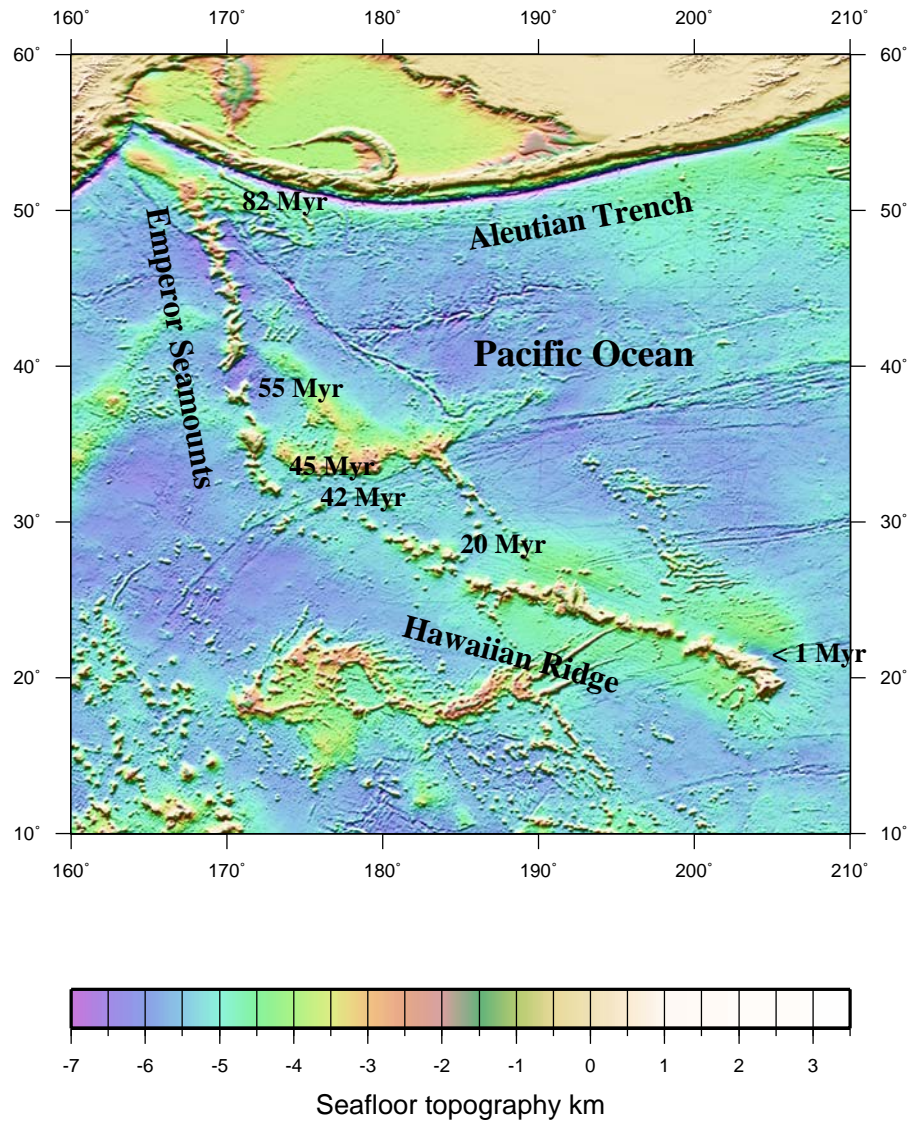 160˚ 170˚ 180˚ 190˚ 200˚ 210˚
60˚ 60˚
82 Myr
50˚ 50˚
Aleutian Trench
Emperor Seamounts
Pacific Ocean
40˚ 40˚
55 Myr
45 Myr
42 Myr
30˚ 30˚
20 Myr
Hawaiian Ridge
< 1 Myr
20˚ 20˚
10˚ 10˚
160˚ 170˚ 180˚ 190˚ 200˚ 210˚
-7 -6 -5 -4 -3 -2 -1 0 1 2 3
Seafloor topography km